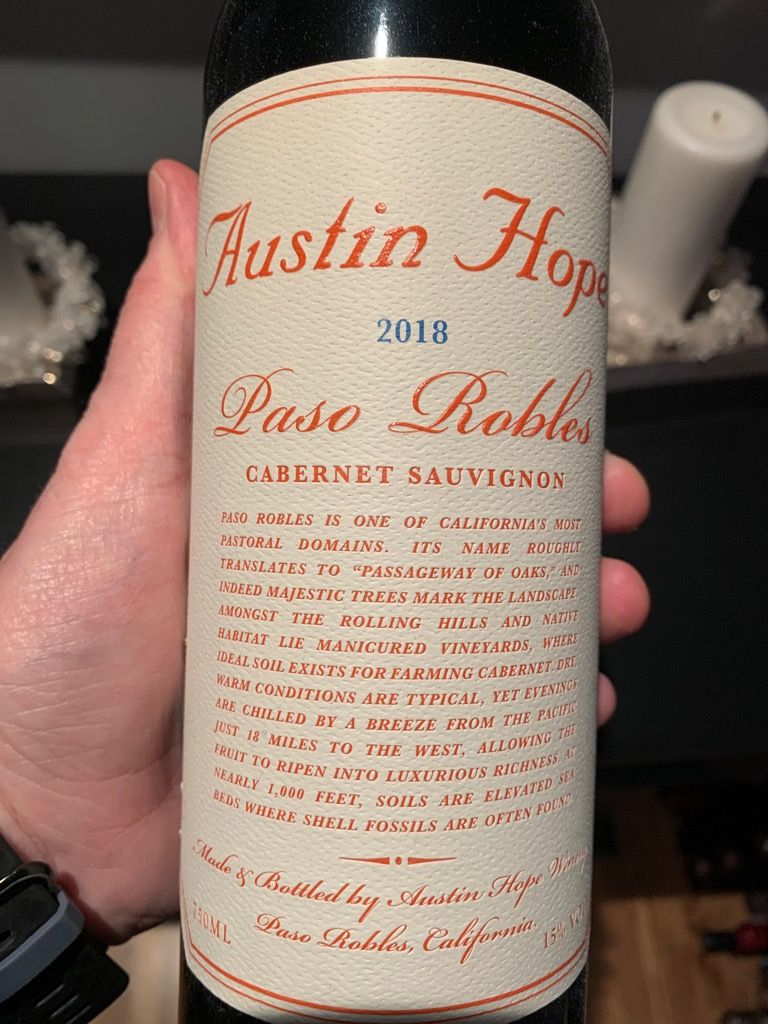 Austin Hope
2018
Paso Robles
CABERNET SAUVIGNON
PASO ROBLES IS ONE OF CALIFORNIA'S MOST
PASTORAL DOMAINS. ITS NAME ROUGHLY
TRANSLATES TO "PASSAGEWAY OF OAKS," AND
INDEED MAJESTIC TREES MARK THE LANDSCAPE.
AMONGST THE ROLLING HILLS AND NATIVE
HABITAT LIE MANICURED VINEYARDS, WHERE
IDEAL SOIL EXISTS FOR FARMING CABERNET. DRY,
WARM CONDITIONS ARE TYPICAL, YET EVENINGS
ARE CHILLED BY A BREEZE FROM THE PACIFIC
JUST 18 MILES TO THE WEST, ALLOWING THE
FRUIT TO RIPEN INTO LUXURIOUS RICHNESS. AT
NEARLY 1,000 FEET, SOILS ARE ELEVATED SEA
BEDS WHERE SHELL FOSSILS ARE OFTEN FOUND.
Made & Bottled by Austin Hope Winery
Paso Robles, California.
750ML
15% VOL